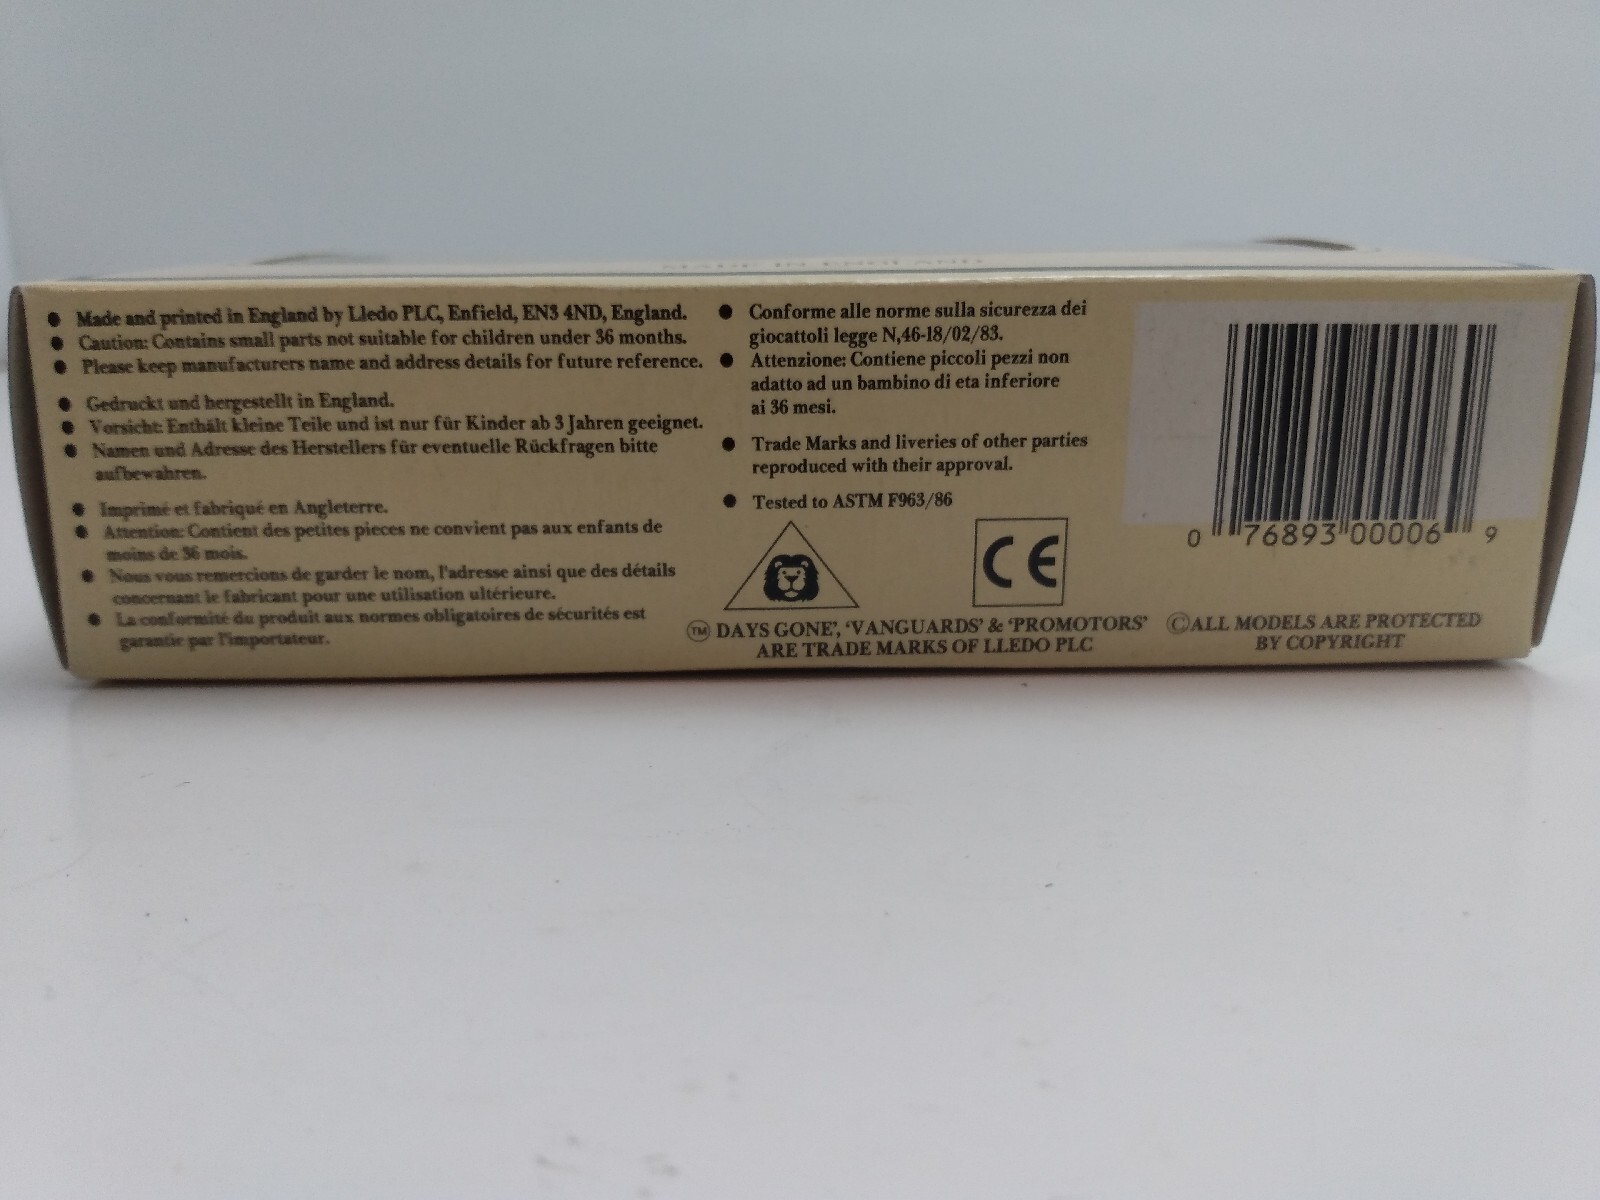 MADE IN ENGLAND
● Made and printed in England by Lledo PLC, Enfield, EN3 4ND, England.
● Caution: Contains small parts not suitable for children under 36 months.
● Please keep manufacturers name and address details for future reference.
● Gedruckt und hergestellt in England.
● Vorsicht: Enthält kleine Teile und ist nur für Kinder ab 3 Jahren geeignet.
● Namen und Adresse des Herstellers für eventuelle Rückfragen bitte
aufbewahren.
● Imprimé et fabriqué en Angleterre.
● Attention: Contient des petites pieces ne convient pas aux enfants de
moins de 36 mois.
● Nous vous remercions de garder le nom, l'adresse ainsi que des détails
concernant le fabricant pour une utilisation ultérieure.
● La conformité du produit aux normes obligatoires de sécurités est
garantie par l'importateur.
● Conforme alle norme sulla sicurezza dei
giocattoli legge N,46-18/02/83.
● Attenzione: Contiene piccoli pezzi non
adatto ad un bambino di eta inferiore
ai 36 mesi.
● Trade Marks and liveries of other parties
reproduced with their approval.
● Tested to ASTM F963/86
CE
™ DAYS GONE', 'VANGUARDS' & 'PROMOTORS'
ARE TRADE MARKS OF LLEDO PLC
0 76893 00006 9
©ALL MODELS ARE PROTECTED
BY COPYRIGHT